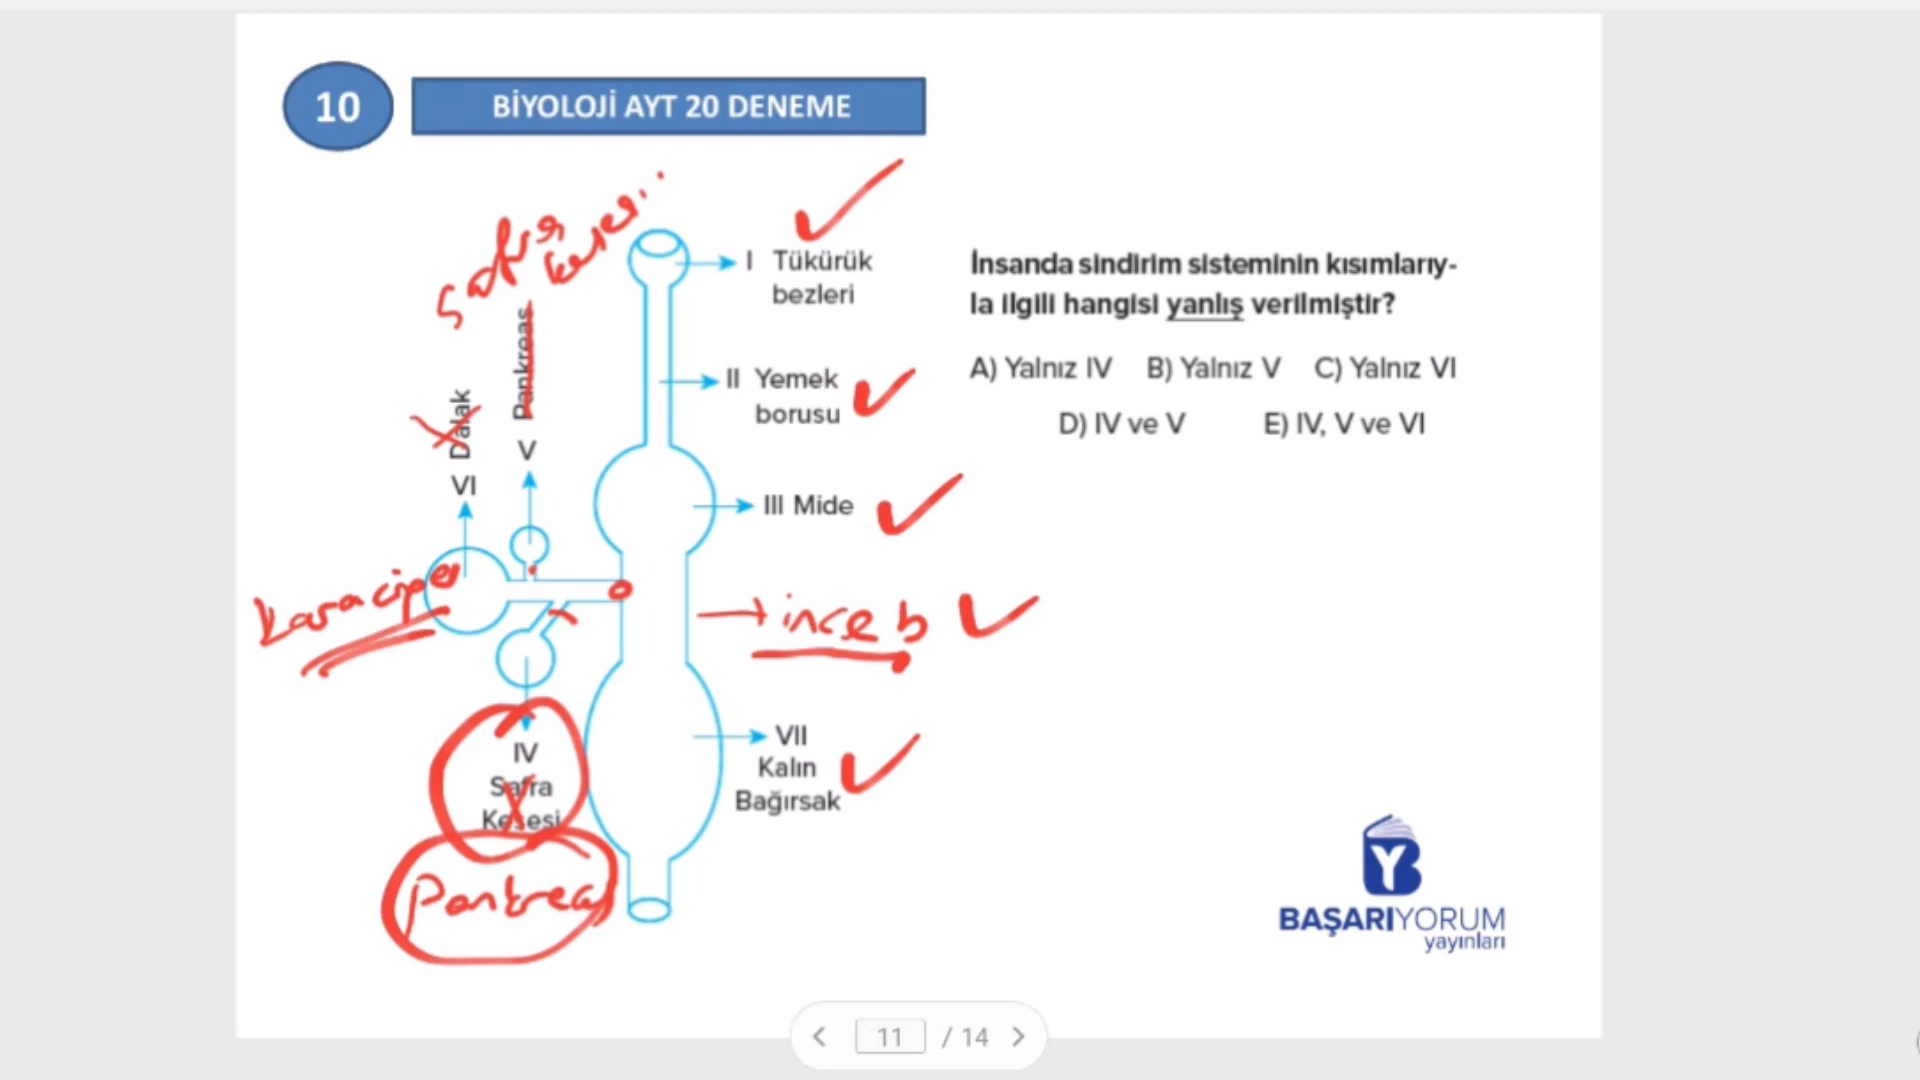 10
BİYOLOJİ AYT 20 DENEME
safra
kesesi
I Tükürük
bezleri
İnsanda sindirim sisteminin kısımlarıy-
la ilgili hangisi yanlış verilmiştir?
A) Yalnız IV B) Yalnız V C) Yalnız VI
D) IV ve V E) IV, V ve VI
II Yemek
borusu
V Pankreas
VI Dalak
III Mide
Karaciğer
ince b
IV
Safra
Kesesi
Pankreas
VII
Kalın
Bağırsak
BY
BAŞARIYORUM
yayınları
11 / 14